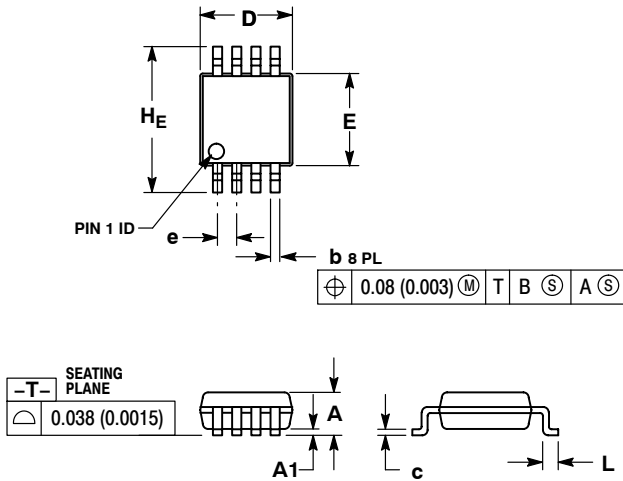 D
HE
E
PIN 1 ID
e
b 8 PL
⌖ 0.08 (0.003) Ⓜ T B Ⓢ A Ⓢ
–T– SEATING PLANE
⌓ 0.038 (0.0015)
A
A1
c
L